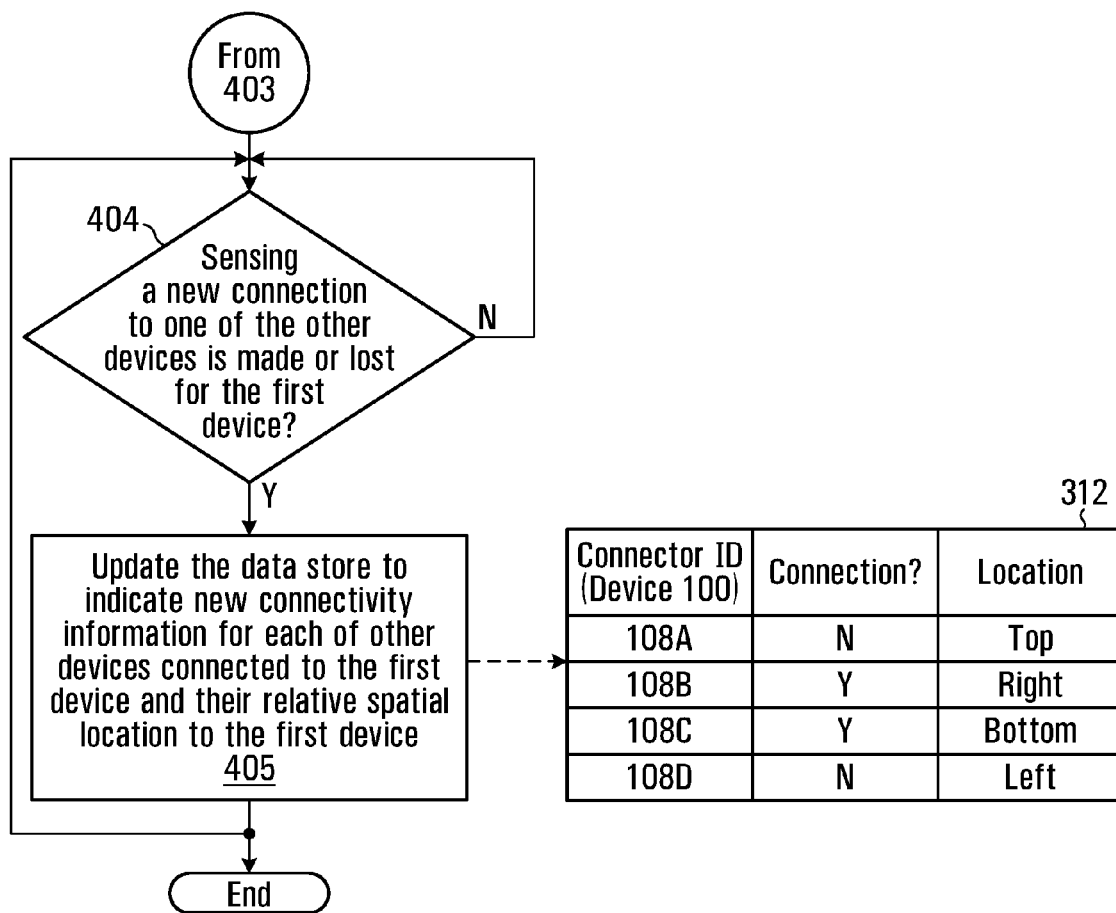 From
403
404
Sensing
a new connection
to one of the other
devices is made or lost
for the first
device?
N
Y
Update the data store to
indicate new connectivity
information for each of other
devices connected to the first
device and their relative spatial
location to the first device
405
End
312
Connector ID
(Device 100)
Connection?
Location
108A N Top
108B Y Right
108C Y Bottom
108D N Left